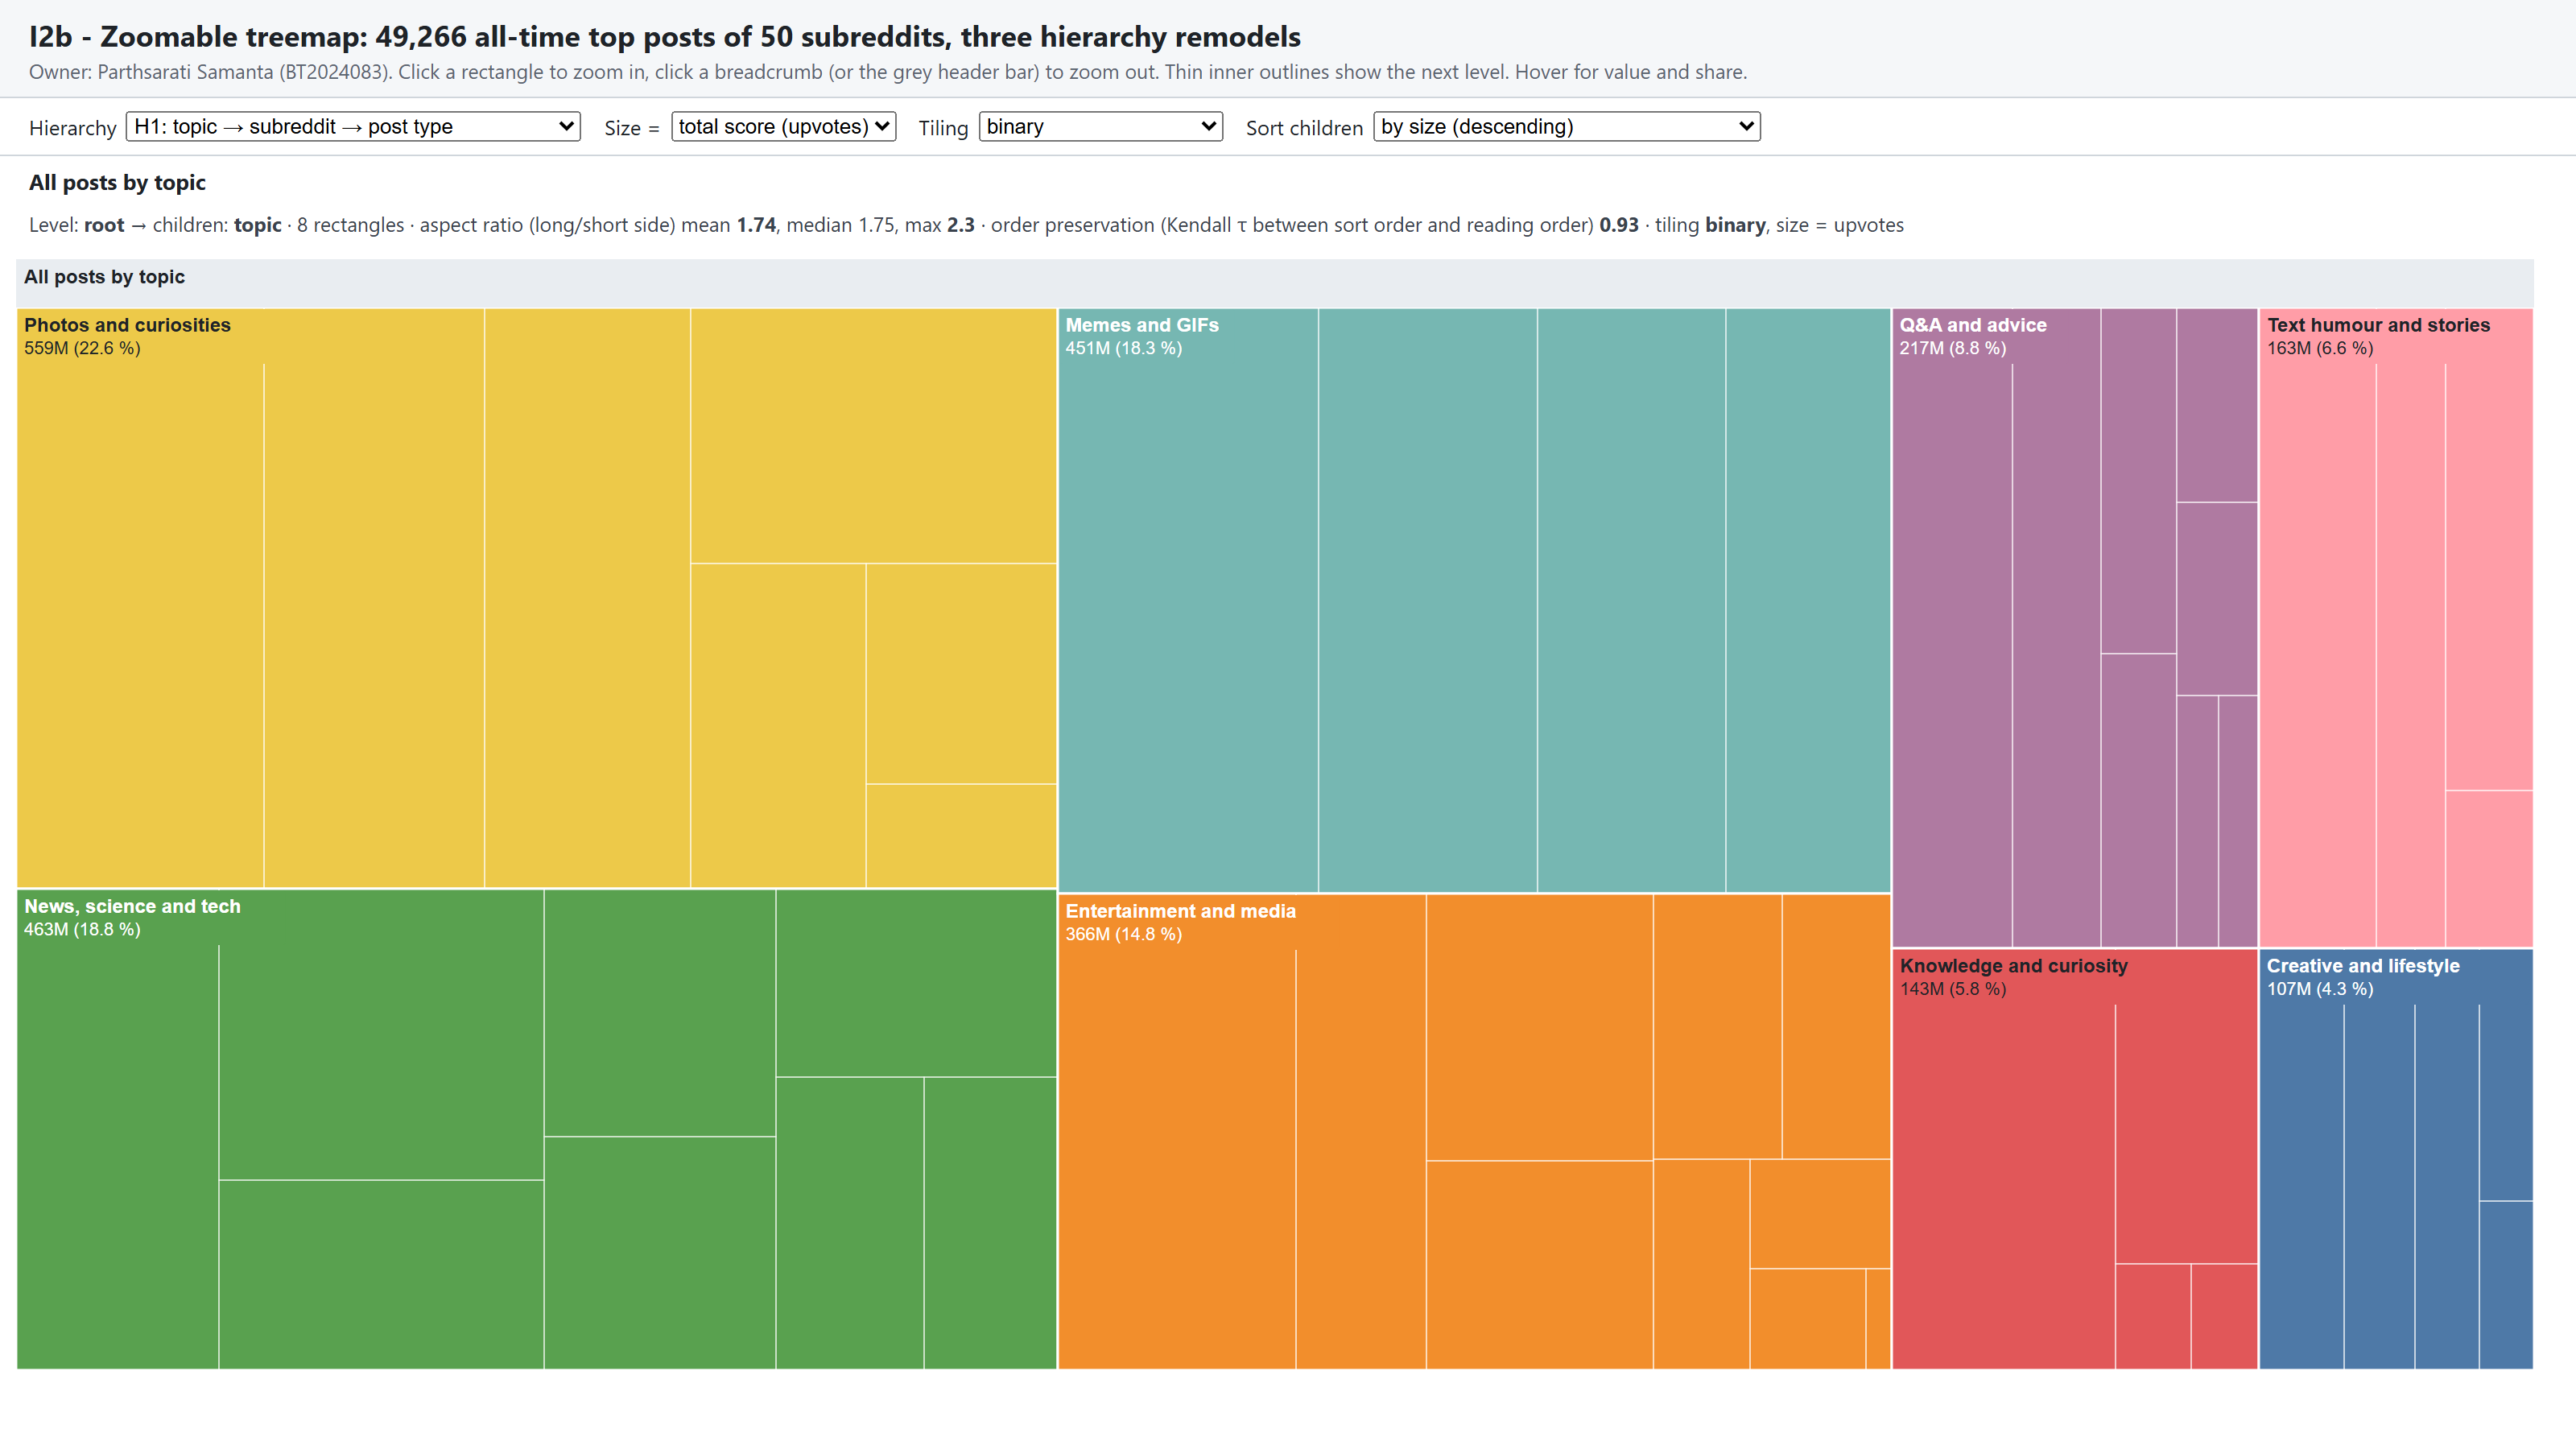 I2b - Zoomable treemap: 49,266 all-time top posts of 50 subreddits, three hierarchy remodels
Owner: Parthsarati Samanta (BT2024083). Click a rectangle to zoom in, click a breadcrumb (or the grey header bar) to zoom out. Thin inner outlines show the next level. Hover for value and share.
Hierarchy H1: topic → subreddit → post type Size = total score (upvotes) Tiling binary Sort children by size (descending)
All posts by topic
Level: root → children: topic · 8 rectangles · aspect ratio (long/short side) mean 1.74, median 1.75, max 2.3 · order preservation (Kendall τ between sort order and reading order) 0.93 · tiling binary, size = upvotes
All posts by topic
Photos and curiosities
559M (22.6 %)
Memes and GIFs
451M (18.3 %)
Q&A and advice
217M (8.8 %)
Text humour and stories
163M (6.6 %)
News, science and tech
463M (18.8 %)
Entertainment and media
366M (14.8 %)
Knowledge and curiosity
143M (5.8 %)
Creative and lifestyle
107M (4.3 %)